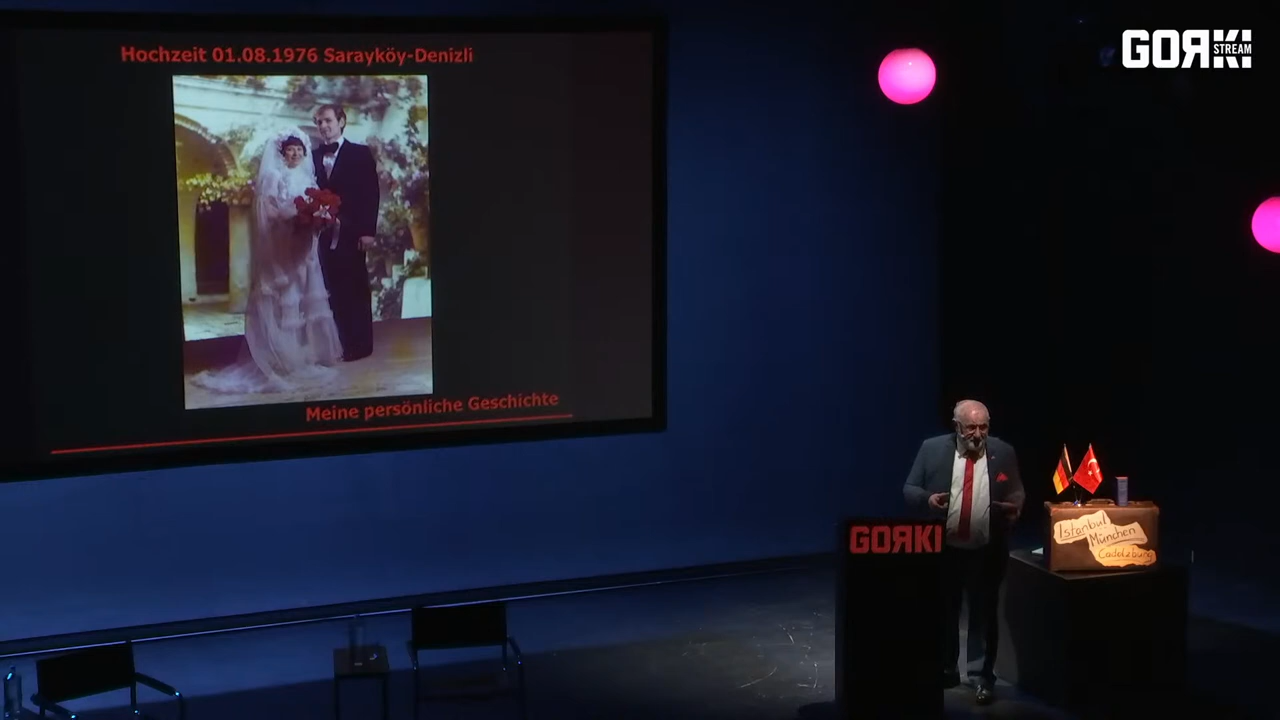 Hochzeit 01.08.1976 Sarayköy-Denizli
Meine persönliche Geschichte
GORKI
STREAM
GORKI
Istanbul
München
Cadolzburg